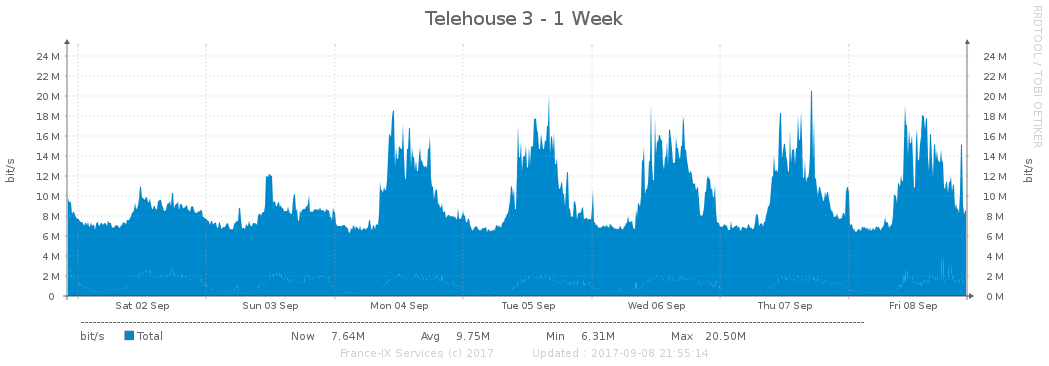 Telehouse 3 - 1 Week
RRDTOOL / TOBI OETIKER
24 M 24 M
22 M 22 M
20 M 20 M
18 M 18 M
16 M 16 M
14 M 14 M
12 M 12 M
10 M 10 M
8 M 8 M
6 M 6 M
4 M 4 M
2 M 2 M
0 0 M
bit/s
bit/s
Sat 02 Sep Sun 03 Sep Mon 04 Sep Tue 05 Sep Wed 06 Sep Thu 07 Sep Fri 08 Sep
bit/s Total Now 7.64M Avg 9.75M Min 6.31M Max 20.50M
France-IX Services (c) 2017 Updated : 2017-09-08 21:55:14